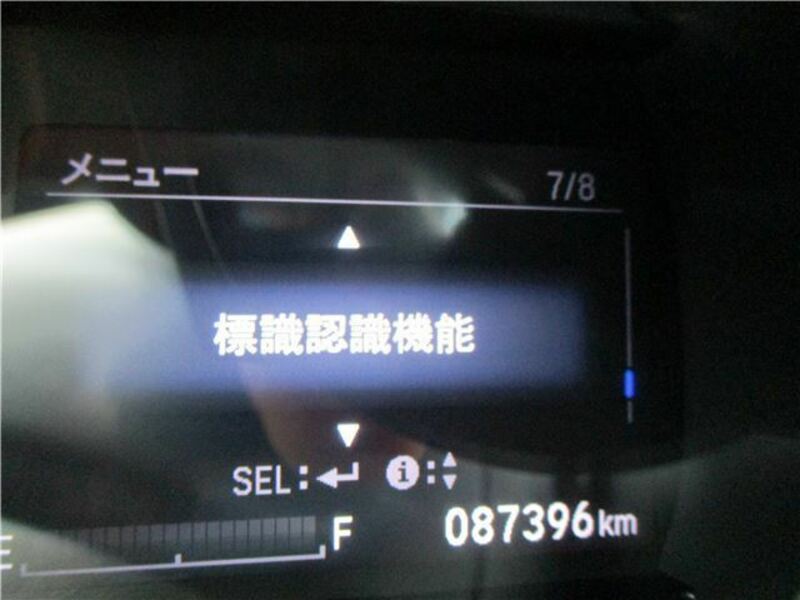 メニュー 7/8
▲
標識認識機能
▼
SEL:↵ i:▲▼
E F 087396km